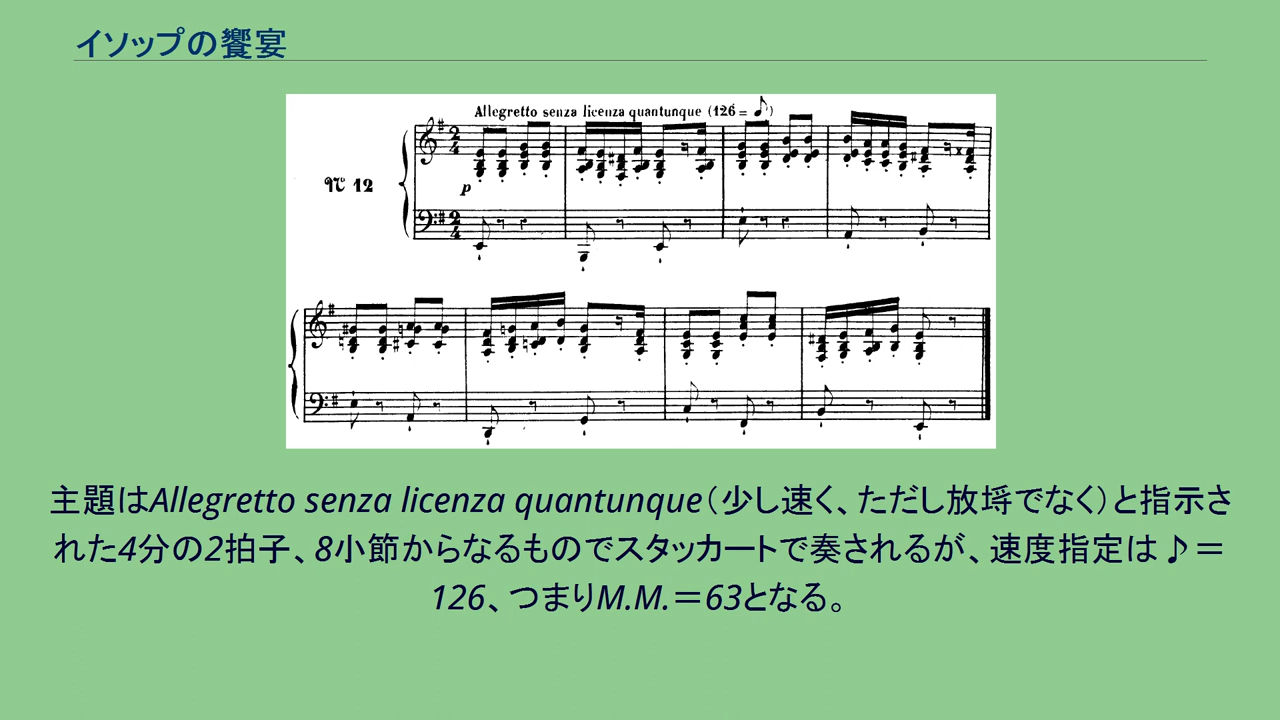 イソップの饗宴
Allegretto senza licenza quantunque (126 = ♪)
Nº 12
p
主題はAllegretto senza licenza quantunque（少し速く、ただし放埓でなく）と指示さ
れた4分の2拍子、8小節からなるものでスタッカートで奏されるが、速度指定は♪＝
126、つまりM.M.＝63となる。